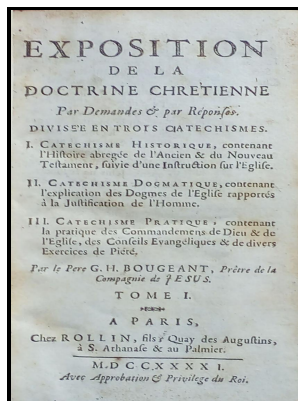 EXPOSITION
DE LA
DOCTRINE CHRETIENNE
Par Demandes & par Réponses.
DIVISÉE EN TROIS CATECHISMES.
I. CATECHISME HISTORIQUE, contenant
l'Histoire abregée de l'Ancien & du Nouveau
Testament, suivie d'une Instruction sur l'Eglise.
II. CATECHISME DOGMATIQUE, contenant
l'explication des Dogmes de l'Eglise rapportés
à la Justification de l'Homme.
III. CATECHISME PRATIQUE, contenant
la pratique des Commandemens de Dieu & de
l'Eglise, des Conseils Evangéliques & de divers
Exercices de Piété.
Par le Pere G. H. BOUGEANT, Prêtre de la
Compagnie de JESUS.
TOME I.
A PARIS,
Chez ROLLIN, fils, Quay des Augustins,
à S. Athanase & au Palmier.
M. D C C. X X X X I.
Avec Approbation & Privilege du Roi.